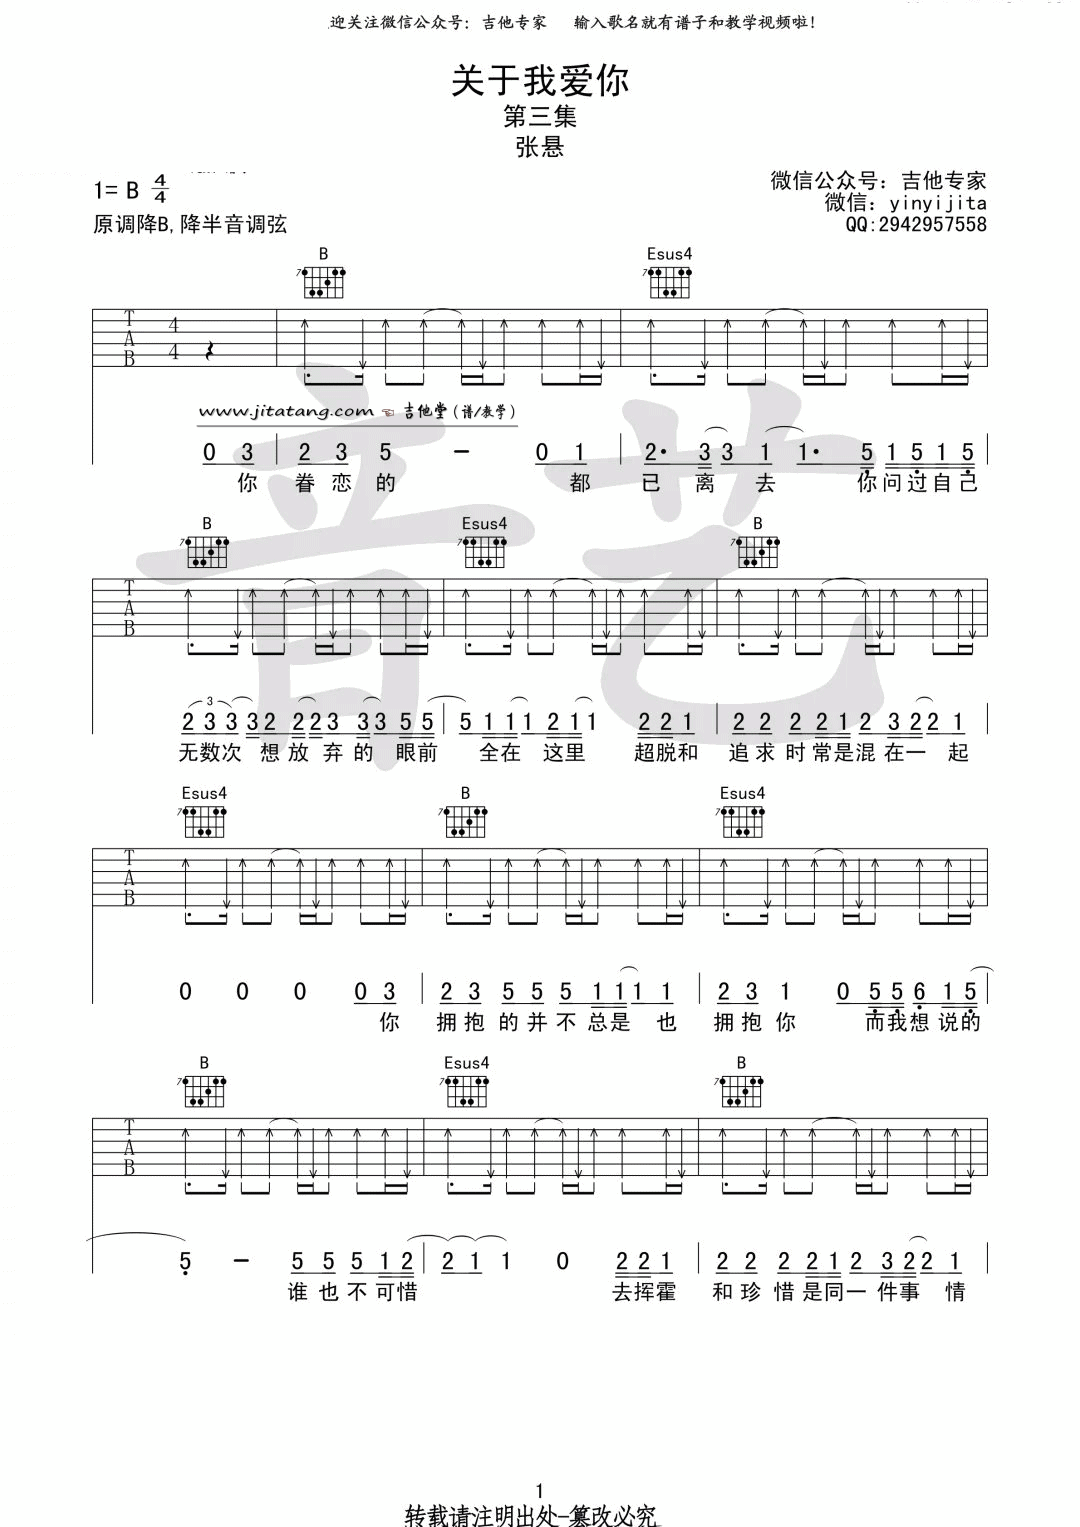 迎关注微信公众号：吉他专家 输入歌名就有谱子和教学视频啦！
关于我爱你
第三集
张悬
1= B 4/4
微信公众号：吉他专家
微信：yinyijita
原调降B,降半音调弦
QQ:2942957558
B Esus4
7 7
T A B 4 4
www.jitatang.com ☜ 吉他堂（谱/教学）
0 3 2 3 5 - 0 1 2· 3 3 1 1· 5 1 5 1 5
你 眷 恋 的 都 已 离 去 你问过自己
B Esus4 B
7 7 7
T A B
3
2 3 3 3 2 2 2 3 3 3 5 5 5 1 1 1 2 1 1 2 2 1 2 2 2 2 1 2 3 2 2 1
无数次 想放弃的 眼前 全在 这里 超脱和 追求时常是混在一起
Esus4 B Esus4
7 7 7
T A B
0 0 0 0 3 2 3 5 5 5 1 1 1 1 2 3 1 0 5 5 6 1 5
你 拥抱的并不总是 也 拥抱你 而我想说的
B Esus4 B
7 7 7
T A B
5 - 5 5 5 1 2 2 1 1 0 2 2 1 2 2 2 2 1 2 3 2 2 1
谁也不可惜 去挥霍 和珍惜是同一件事 情
1
转载请注明出处-篡改必究